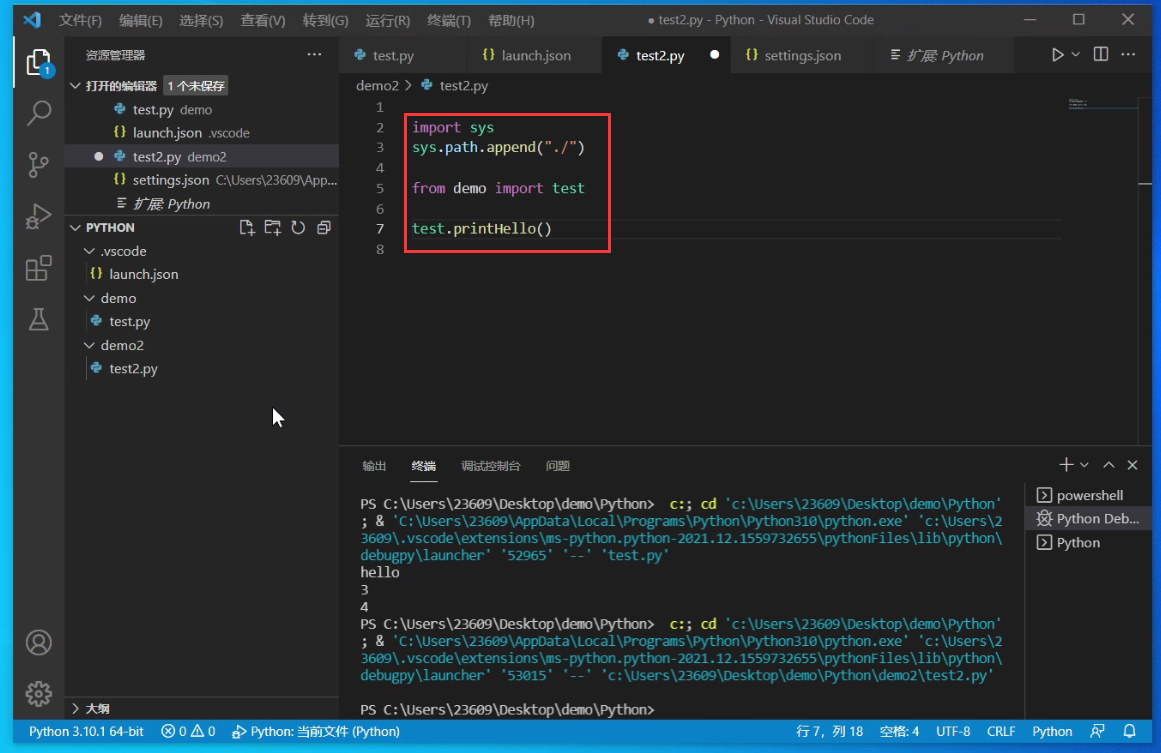 文件(F) 编辑(E) 选择(S) 查看(V) 转到(G) 运行(R) 终端(T) 帮助(H) ● test2.py - Python - Visual Studio Code
资源管理器 ···
打开的编辑器 1 个未保存
test.py demo
{} launch.json .vscode
● test2.py demo2
{} settings.json C:\Users\23609\App...
扩展: Python
PYTHON
.vscode
{} launch.json
demo
test.py
demo2
test2.py
大纲
1
test.py {} launch.json test2.py ● {} settings.json 扩展: Python ···
demo2 > test2.py
1
2 import sys
3 sys.path.append("./")
4
5 from demo import test
6
7 test.printHello()
8
输出 终端 调试控制台 问题
PS C:\Users\23609\Desktop\demo\Python> c:; cd 'c:\Users\23609\Desktop\demo\Python'
; & 'C:\Users\23609\AppData\Local\Programs\Python\Python310\python.exe' 'c:\Users\2
3609\.vscode\extensions\ms-python.python-2021.12.1559732655\pythonFiles\lib\python\
debugpy\launcher' '52965' '--' 'test.py'
hello
3
4
PS C:\Users\23609\Desktop\demo\Python> c:; cd 'c:\Users\23609\Desktop\demo\Python'
; & 'C:\Users\23609\AppData\Local\Programs\Python\Python310\python.exe' 'c:\Users\2
3609\.vscode\extensions\ms-python.python-2021.12.1559732655\pythonFiles\lib\python\
debugpy\launcher' '53015' '--' 'c:\Users\23609\Desktop\demo\Python\demo2\test2.py'
PS C:\Users\23609\Desktop\demo\Python>
powershell
Python Deb...
Python
Python 3.10.1 64-bit 0 0 Python: 当前文件 (Python) 行 7，列 18 空格: 4 UTF-8 CRLF Python